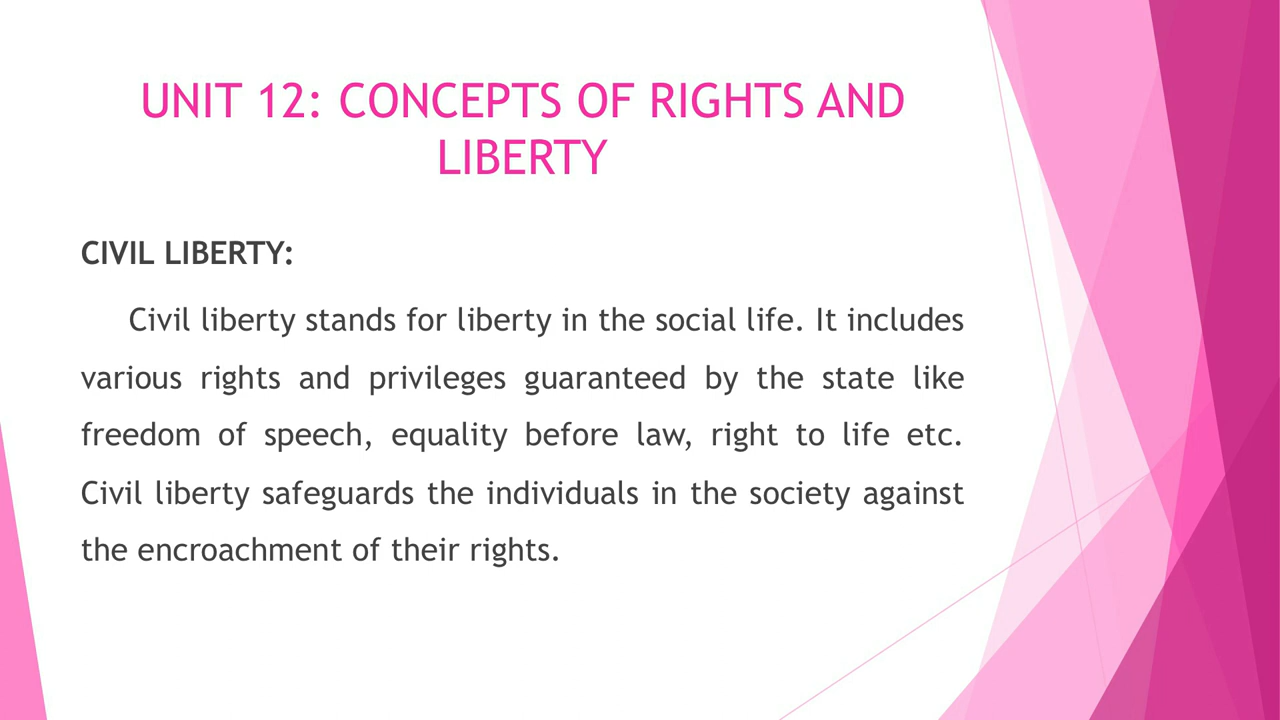 UNIT 12: CONCEPTS OF RIGHTS AND
LIBERTY
CIVIL LIBERTY:
Civil liberty stands for liberty in the social life. It includes
various rights and privileges guaranteed by the state like
freedom of speech, equality before law, right to life etc.
Civil liberty safeguards the individuals in the society against
the encroachment of their rights.